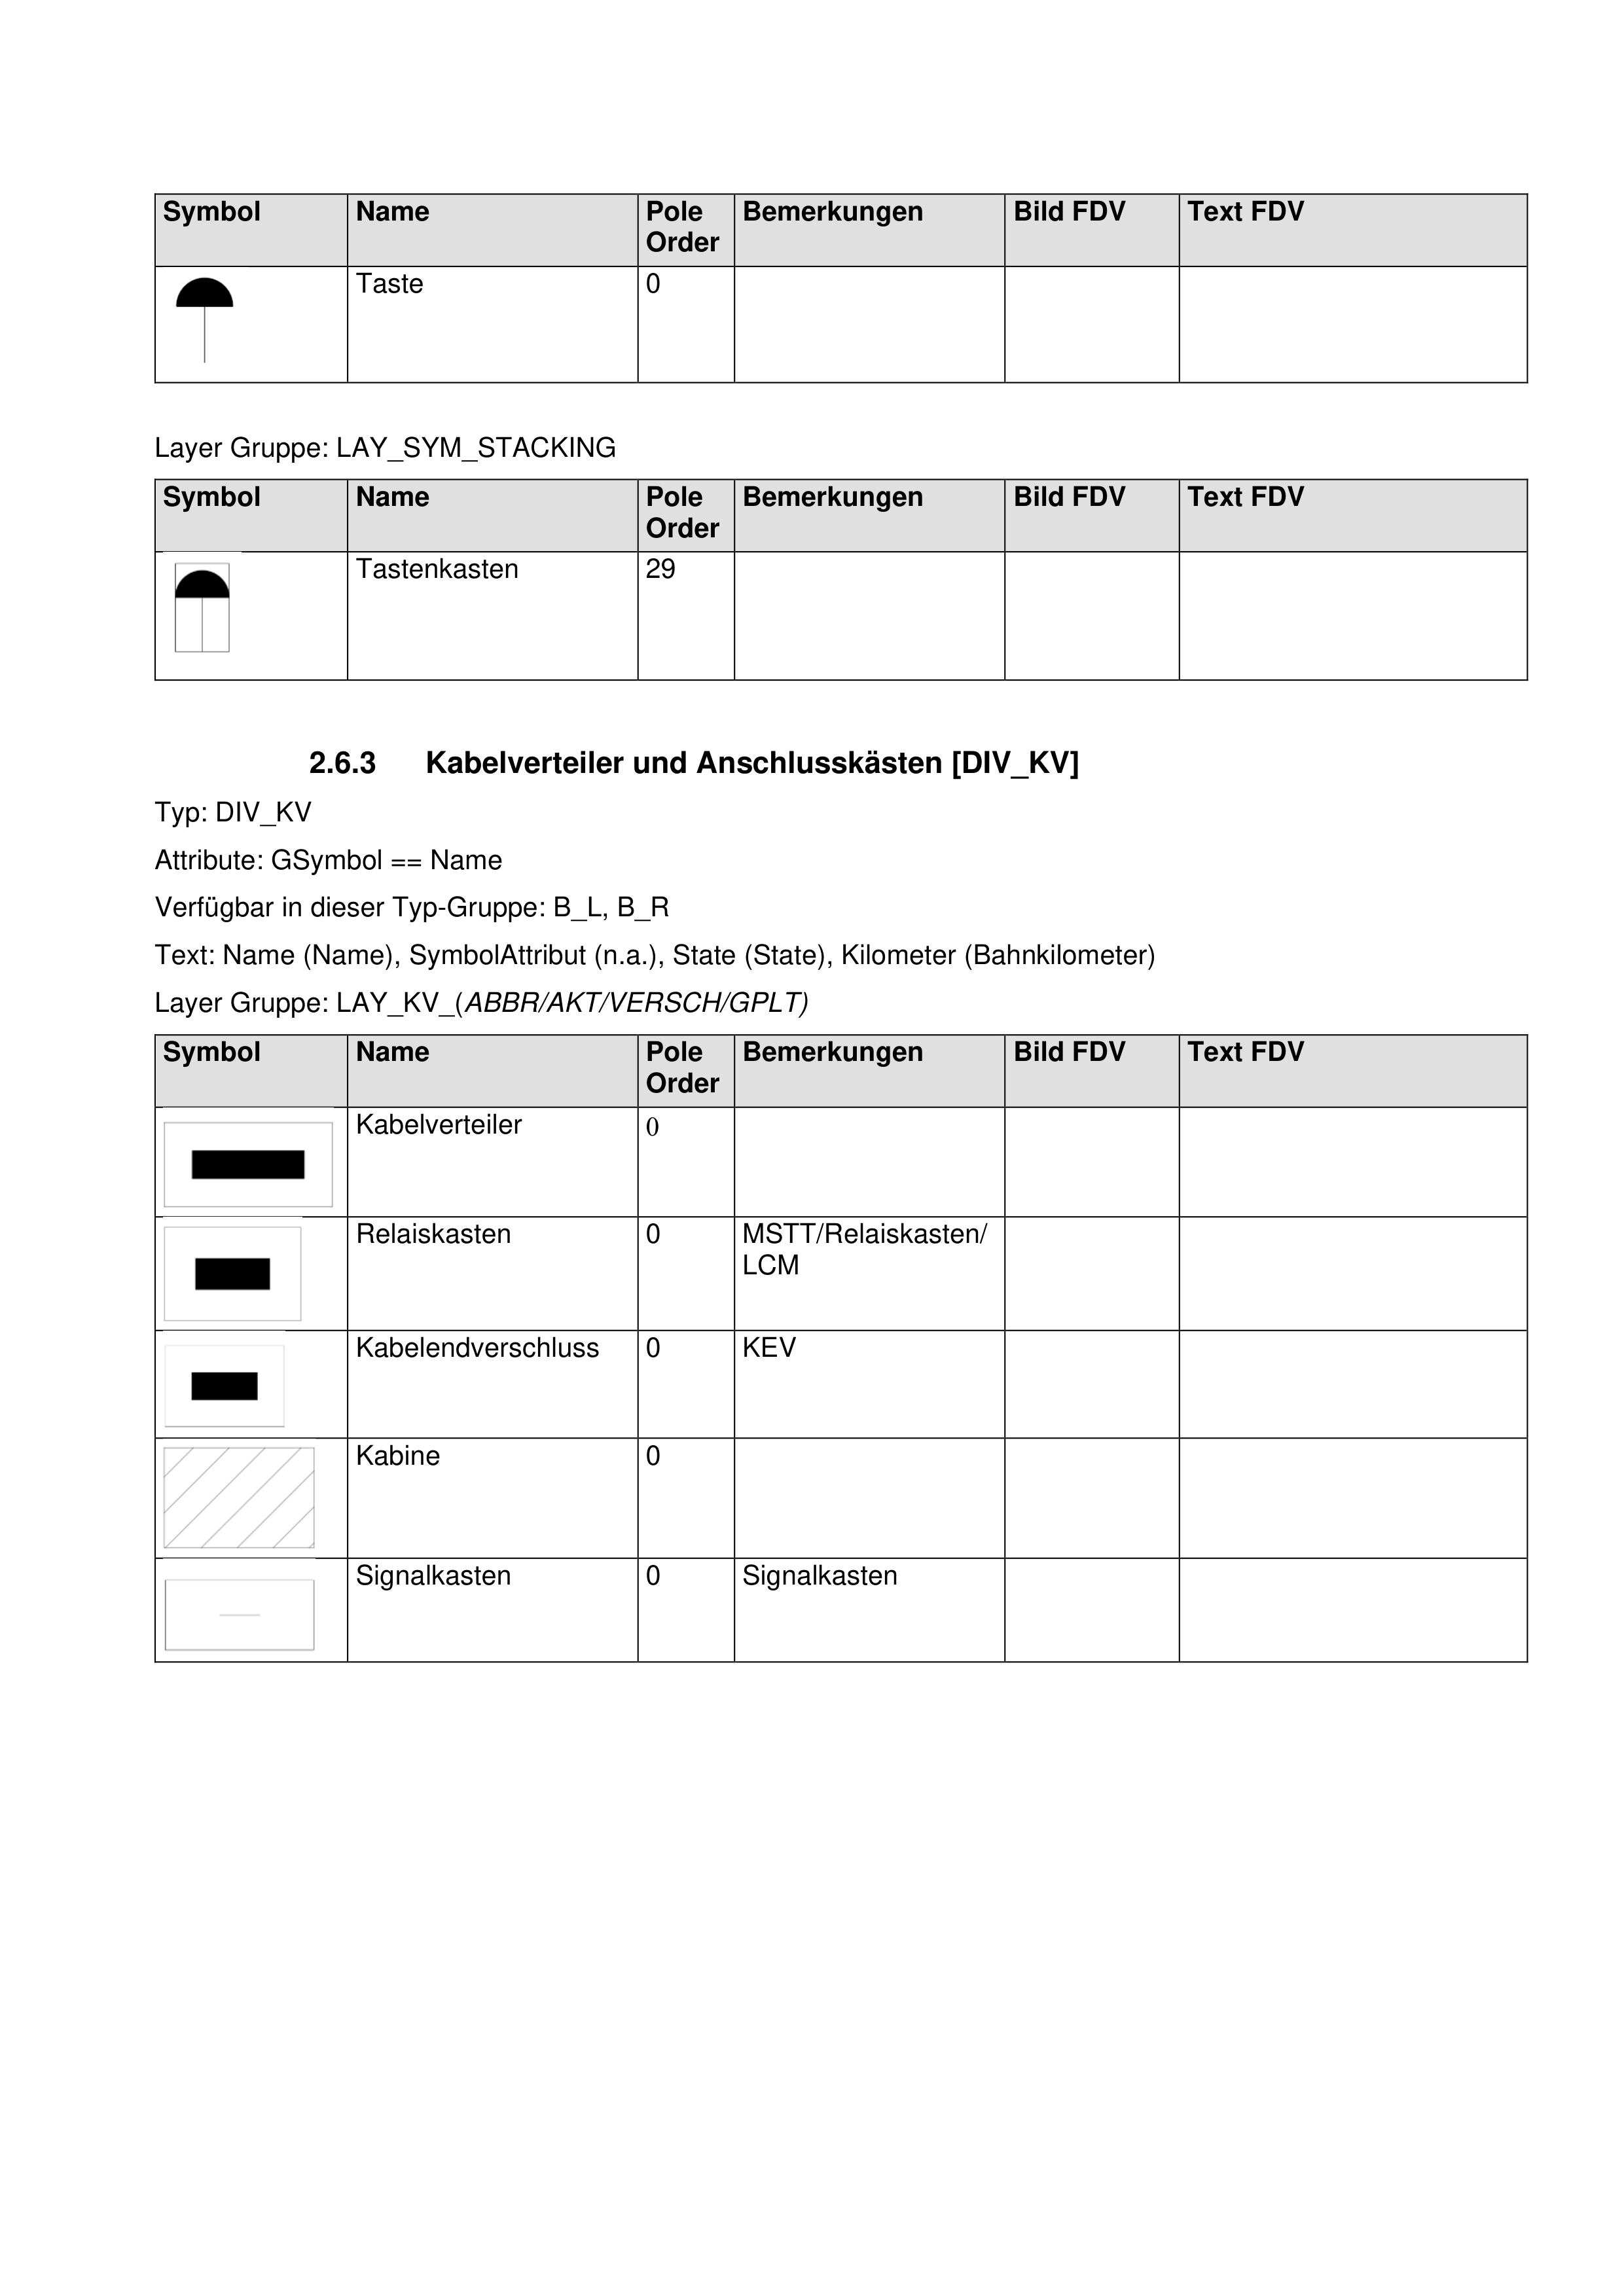 Symbol Name Pole Order Bemerkungen Bild FDV Text FDV
Taste 0
Layer Gruppe: LAY_SYM_STACKING
Symbol Name Pole Order Bemerkungen Bild FDV Text FDV
Tastenkasten 29
2.6.3 Kabelverteiler und Anschlusskästen [DIV_KV]
Typ: DIV_KV
Attribute: GSymbol == Name
Verfügbar in dieser Typ-Gruppe: B_L, B_R
Text: Name (Name), SymbolAttribut (n.a.), State (State), Kilometer (Bahnkilometer)
Layer Gruppe: LAY_KV_(ABBR/AKT/VERSCH/GPLT)
Symbol Name Pole Order Bemerkungen Bild FDV Text FDV
Kabelverteiler 0
Relaiskasten 0 MSTT/Relaiskasten/
LCM
Kabelendverschluss 0 KEV
Kabine 0
Signalkasten 0 Signalkasten